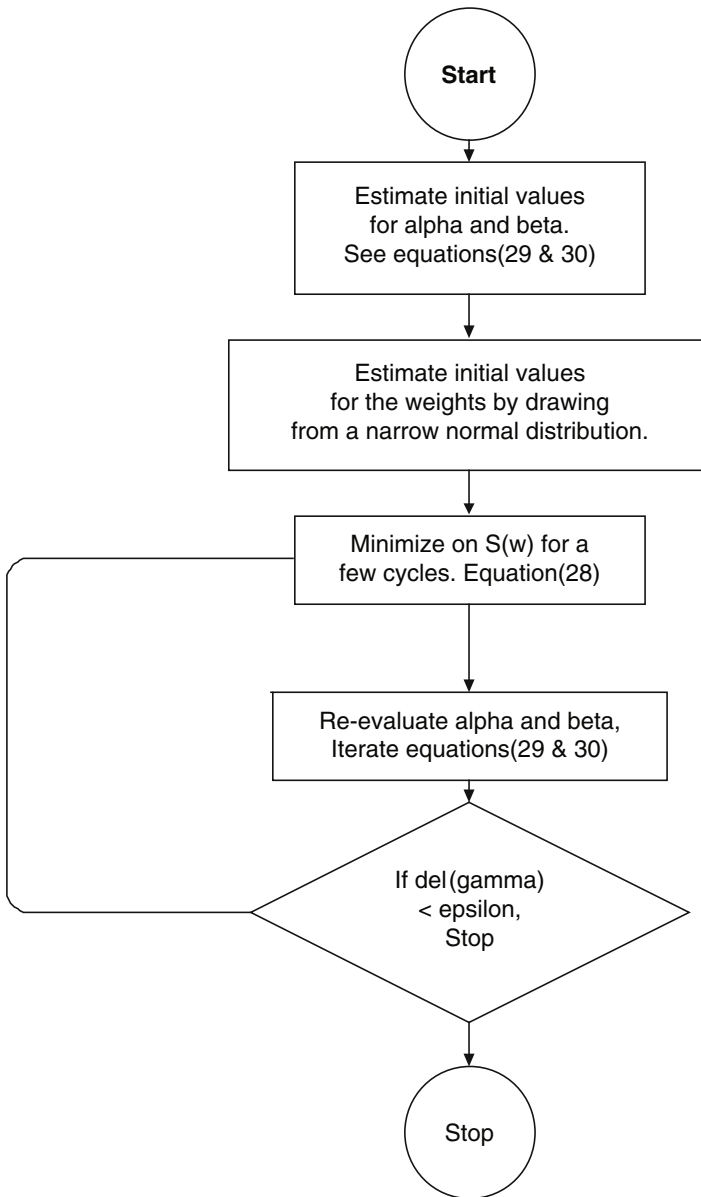 Start
Estimate initial values
for alpha and beta.
See equations(29 & 30)
Estimate initial values
for the weights by drawing
from a narrow normal distribution.
Minimize on S(w) for a
few cycles. Equation(28)
Re-evaluate alpha and beta,
Iterate equations(29 & 30)
If del(gamma)
< epsilon,
Stop
Stop